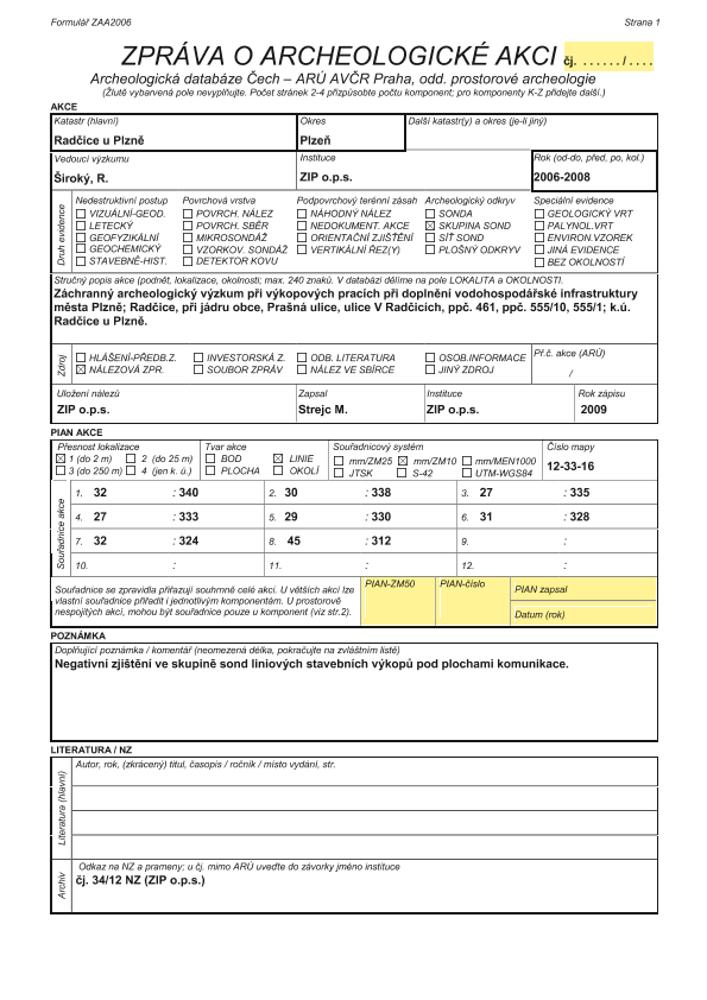 Formulář ZAA2006 Strana 1
ZPRÁVA O ARCHEOLOGICKÉ AKCI čj. ....../....
Archeologická databáze Čech – ARÚ AVČR Praha, odd. prostorové archeologie
(Žlutě vybarvená pole nevyplňujte. Počet stránek 2-4 přizpůsobte počtu komponent; pro komponenty K-Z přidejte další.)
AKCE
Katastr (hlavní) Okres Další katastr(y) a okres (je-li jiný)
Radčice u Plzně Plzeň
Vedoucí výzkumu Instituce Rok (od-do, před, po, kol.)
Široký, R. ZIP o.p.s. 2006-2008
Druh evidence
Nedestruktivní postup Povrchová vrstva Podpovrchový terénní zásah Archeologický odkryv Speciální evidence
☐ VIZUÁLNÍ-GEOD. ☐ POVRCH. NÁLEZ ☐ NÁHODNÝ NÁLEZ ☐ SONDA ☐ GEOLOGICKÝ VRT
☐ LETECKÝ ☐ POVRCH. SBĚR ☐ NEDOKUMENT. AKCE ☒ SKUPINA SOND ☐ PALYNOL.VRT
☐ GEOFYZIKÁLNÍ ☐ MIKROSONDÁŽ ☐ ORIENTAČNÍ ZJIŠTĚNÍ ☐ SÍŤ SOND ☐ ENVIRON.VZOREK
☐ GEOCHEMICKÝ ☐ VZORKOV. SONDÁŽ ☐ VERTIKÁLNÍ ŘEZ(Y) ☐ PLOŠNÝ ODKRYV ☐ JINÁ EVIDENCE
☐ STAVEBNĚ-HIST. ☐ DETEKTOR KOVU ☐ BEZ OKOLNOSTÍ
Stručný popis akce (podnět, lokalizace, okolnosti; max. 240 znaků. V databázi dělíme na pole LOKALITA a OKOLNOSTI.
Záchranný archeologický výzkum při výkopových pracích při doplnění vodohospodářské infrastruktury
města Plzně; Radčice, při jádru obce, Prašná ulice, ulice V Radčicích, ppč. 461, ppč. 555/10, 555/1; k.ú.
Radčice u Plzně.
Zdroj
☐ HLÁŠENÍ-PŘEDB.Z. ☐ INVESTORSKÁ Z. ☐ ODB. LITERATURA ☐ OSOB.INFORMACE Př.č. akce (ARÚ)
☒ NÁLEZOVÁ ZPR. ☐ SOUBOR ZPRÁV ☐ NÁLEZ VE SBÍRCE ☐ JINÝ ZDROJ /
Uložení nálezů Zapsal Instituce Rok zápisu
ZIP o.p.s. Strejc M. ZIP o.p.s. 2009
PIAN AKCE
Přesnost lokalizace Tvar akce Souřadnicový systém Číslo mapy
☒ 1 (do 2 m) ☐ 2 (do 25 m) ☐ BOD ☒ LINIE ☐ mm/ZM25 ☒ mm/ZM10 ☐ mm/MEN1000 12-33-16
☐ 3 (do 250 m) ☐ 4 (jen k. ú.) ☐ PLOCHA ☐ OKOLÍ ☐ JTSK ☐ S-42 ☐ UTM-WGS84
Souřadnice akce
1. 32 : 340 2. 30 : 338 3. 27 : 335
4. 27 : 333 5. 29 : 330 6. 31 : 328
7. 32 : 324 8. 45 : 312 9. :
10. : 11. : 12. :
Souřadnice se zpravidla přiřazují souhrnně celé akci. U větších akcí lze
vlastní souřadnice přiřadit i jednotlivým komponentám. U prostorově
nespojitých akcí, mohou být souřadnice pouze u komponent (viz str.2).
PIAN-ZM50 PIAN-číslo PIAN zapsal
Datum (rok)
POZNÁMKA
Doplňující poznámka / komentář (neomezená délka, pokračujte na zvláštním listě)
Negativní zjištění ve skupině sond liniových stavebních výkopů pod plochami komunikace.
LITERATURA / NZ
Literatura (hlavní)
Autor, rok, (zkrácený) titul, časopis / ročník / místo vydání, str.
Archiv
Odkaz na NZ a prameny; u čj. mimo ARÚ uveďte do závorky jméno instituce
čj. 34/12 NZ (ZIP o.p.s.)